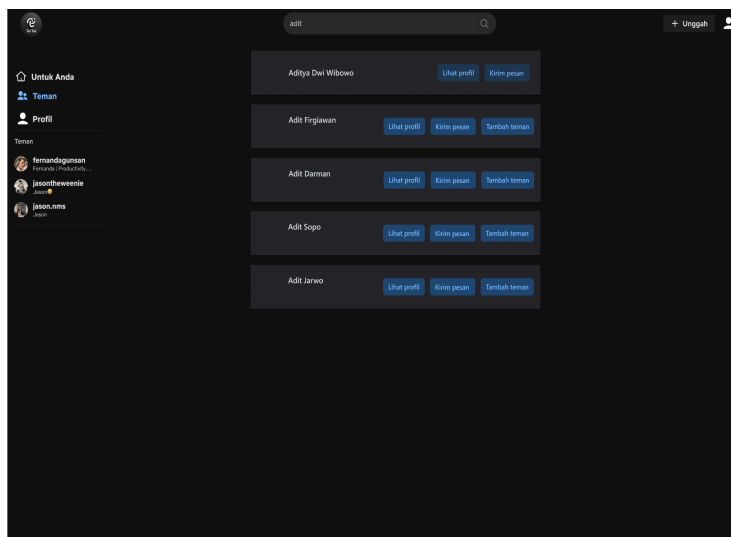 Tal Tal
adit
+ Unggah
Untuk Anda
Teman
Profil
Teman
fernandagunsan
Fernanda | Productivity ...
jasontheweenie
Jason
jason.nms
Jason
Aditya Dwi Wibowo
Lihat profil Kirim pesan
Adit Firgiawan
Lihat profil Kirim pesan Tambah teman
Adit Darman
Lihat profil Kirim pesan Tambah teman
Adit Sopo
Lihat profil Kirim pesan Tambah teman
Adit Jarwo
Lihat profil Kirim pesan Tambah teman